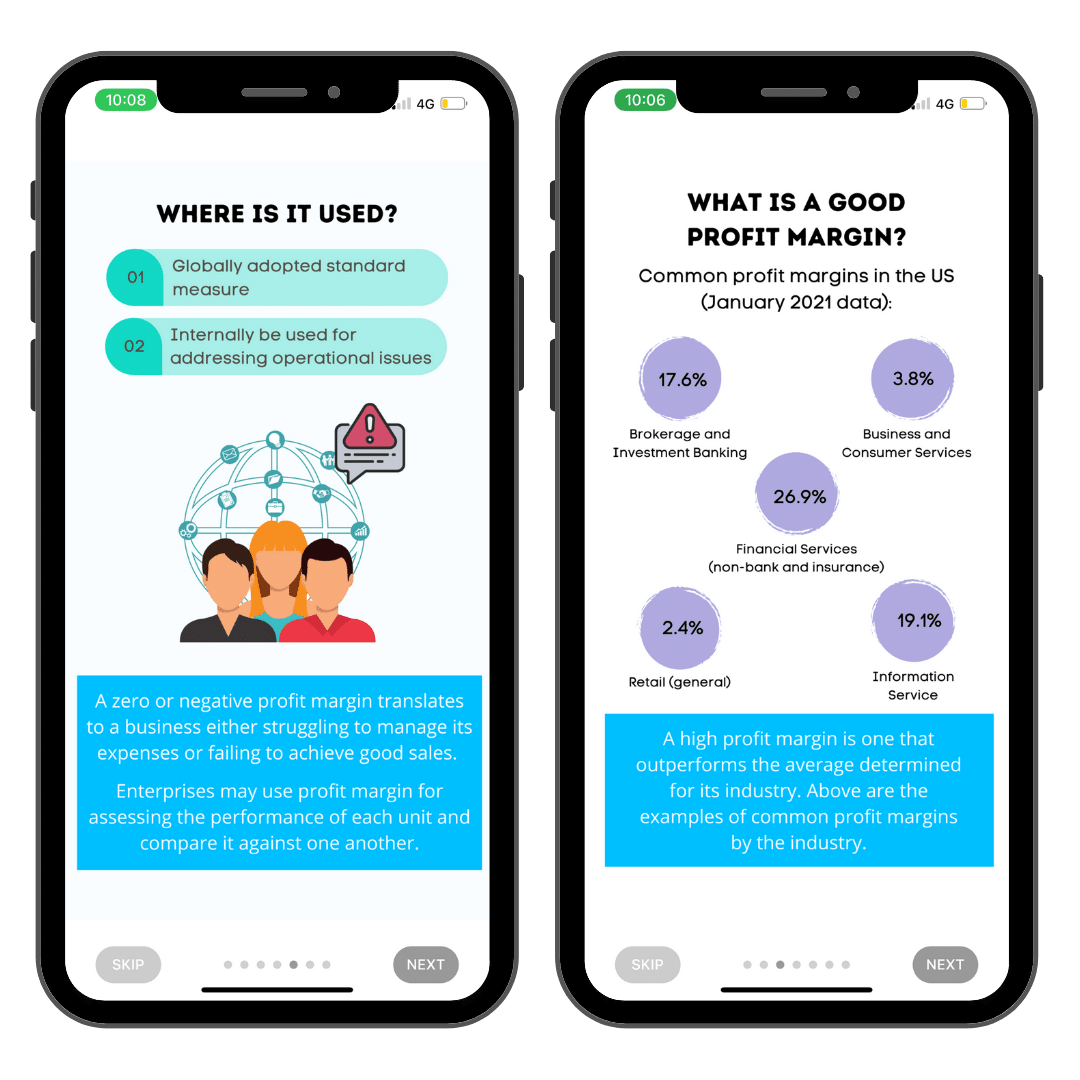 10:08
4G
WHERE IS IT USED?
01
Globally adopted standard
measure
02
Internally be used for
addressing operational issues
A zero or negative profit margin translates
to a business either struggling to manage its
expenses or failing to achieve good sales.
Enterprises may use profit margin for
assessing the performance of each unit and
compare it against one another.
SKIP
NEXT
10:06
4G
WHAT IS A GOOD
PROFIT MARGIN?
Common profit margins in the US
(January 2021 data):
17.6%
Brokerage and
Investment Banking
3.8%
Business and
Consumer Services
26.9%
Financial Services
(non-bank and insurance)
2.4%
Retail (general)
19.1%
Information
Service
A high profit margin is one that
outperforms the average determined
for its industry. Above are the
examples of common profit margins
by the industry.
SKIP
NEXT